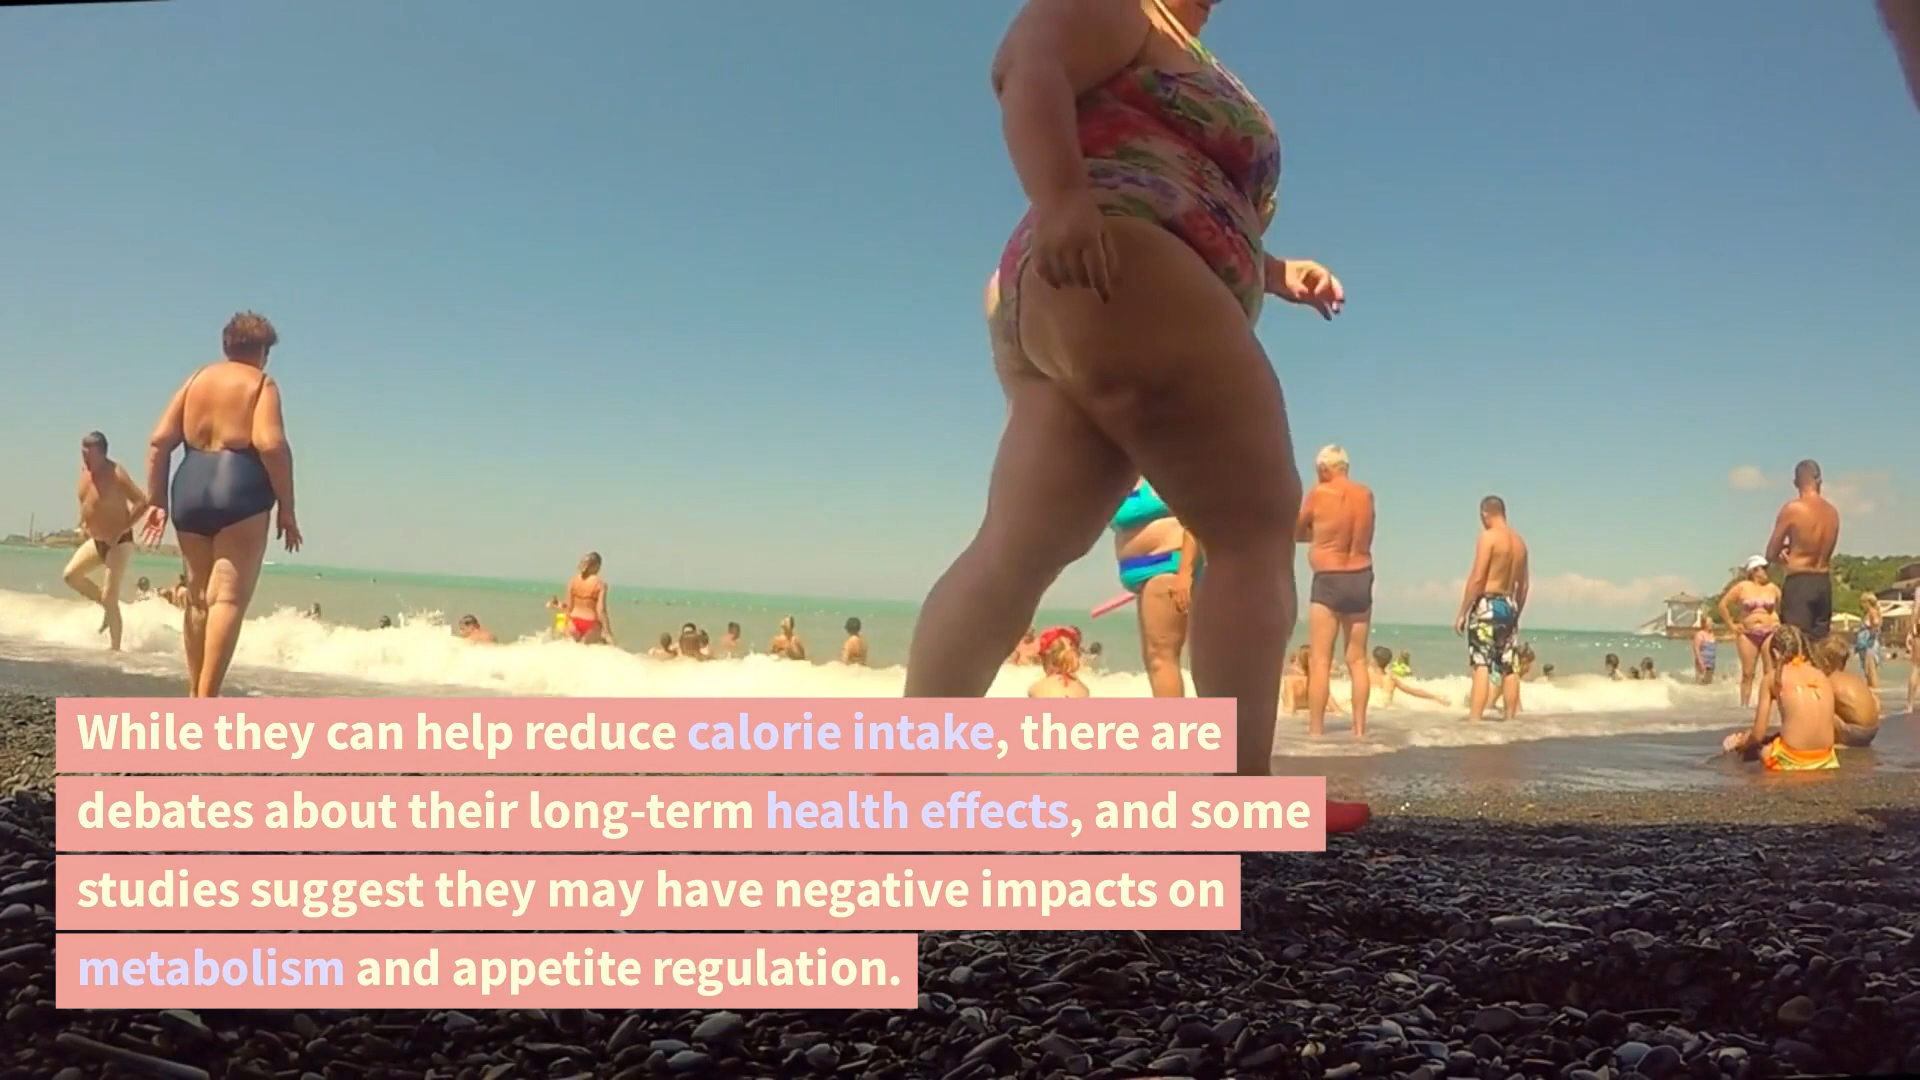 While they can help reduce calorie intake, there are
debates about their long-term health effects, and some
studies suggest they may have negative impacts on
metabolism and appetite regulation.